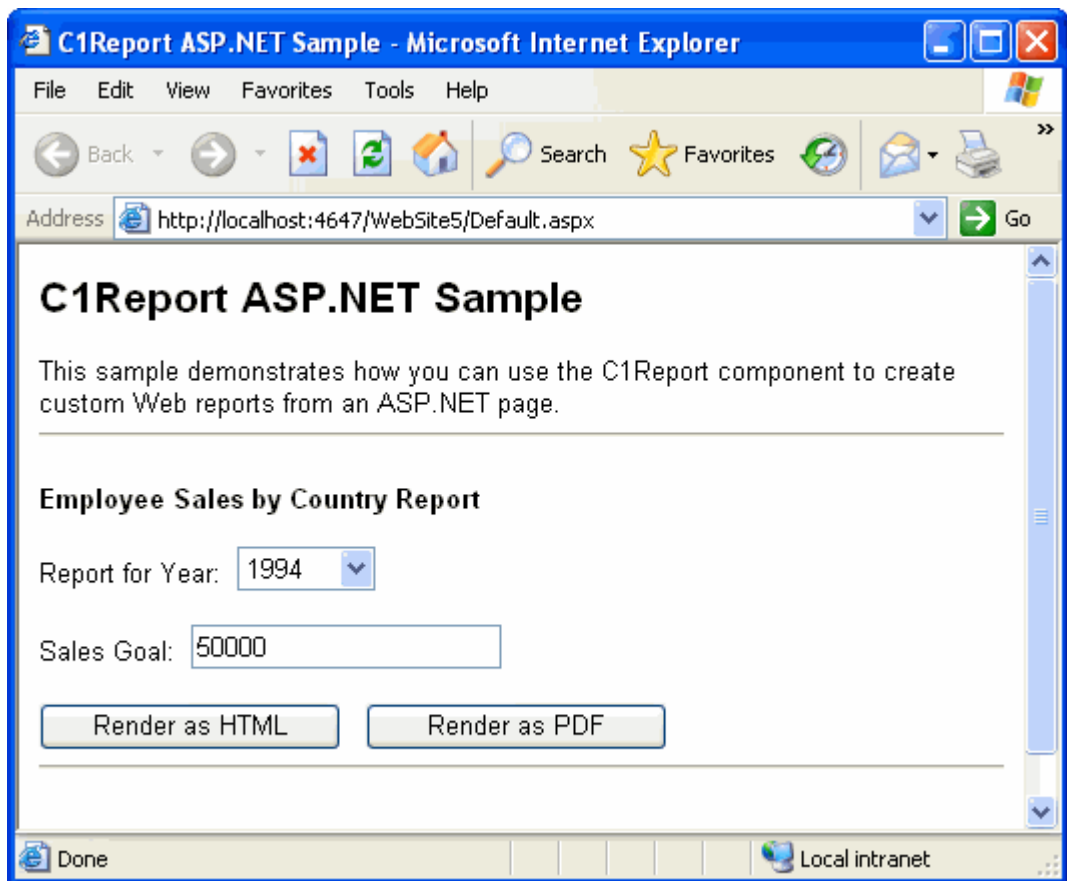 C1Report ASP.NET Sample - Microsoft Internet Explorer
File Edit View Favorites Tools Help
Back Search Favorites »
Address http://localhost:4647/WebSite5/Default.aspx Go
C1Report ASP.NET Sample
This sample demonstrates how you can use the C1Report component to create
custom Web reports from an ASP.NET page.
Employee Sales by Country Report
Report for Year: 1994
Sales Goal: 50000
Render as HTML Render as PDF
Done Local intranet